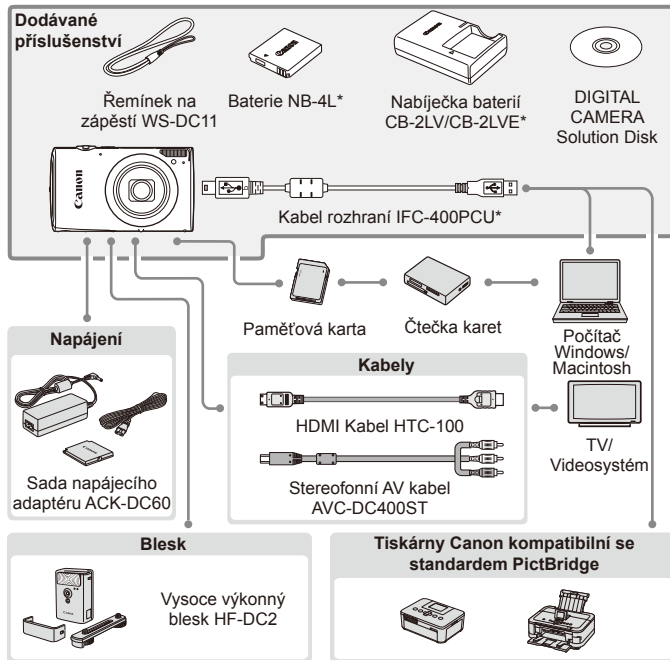 Dodávané
příslušenství
Řemínek na
zápěstí WS-DC11
Baterie NB-4L*
Nabíječka baterií
CB-2LV/CB-2LVE*
DIGITAL
CAMERA
Solution Disk
Canon
Kabel rozhraní IFC-400PCU*
Paměťová karta
Čtečka karet
Počítač
Windows/
Macintosh
Napájení
Sada napájecího
adaptéru ACK-DC60
Kabely
HDMI Kabel HTC-100
Stereofonní AV kabel
AVC-DC400ST
TV/
Videosystém
Blesk
Vysoce výkonný
blesk HF-DC2
Tiskárny Canon kompatibilní se
standardem PictBridge